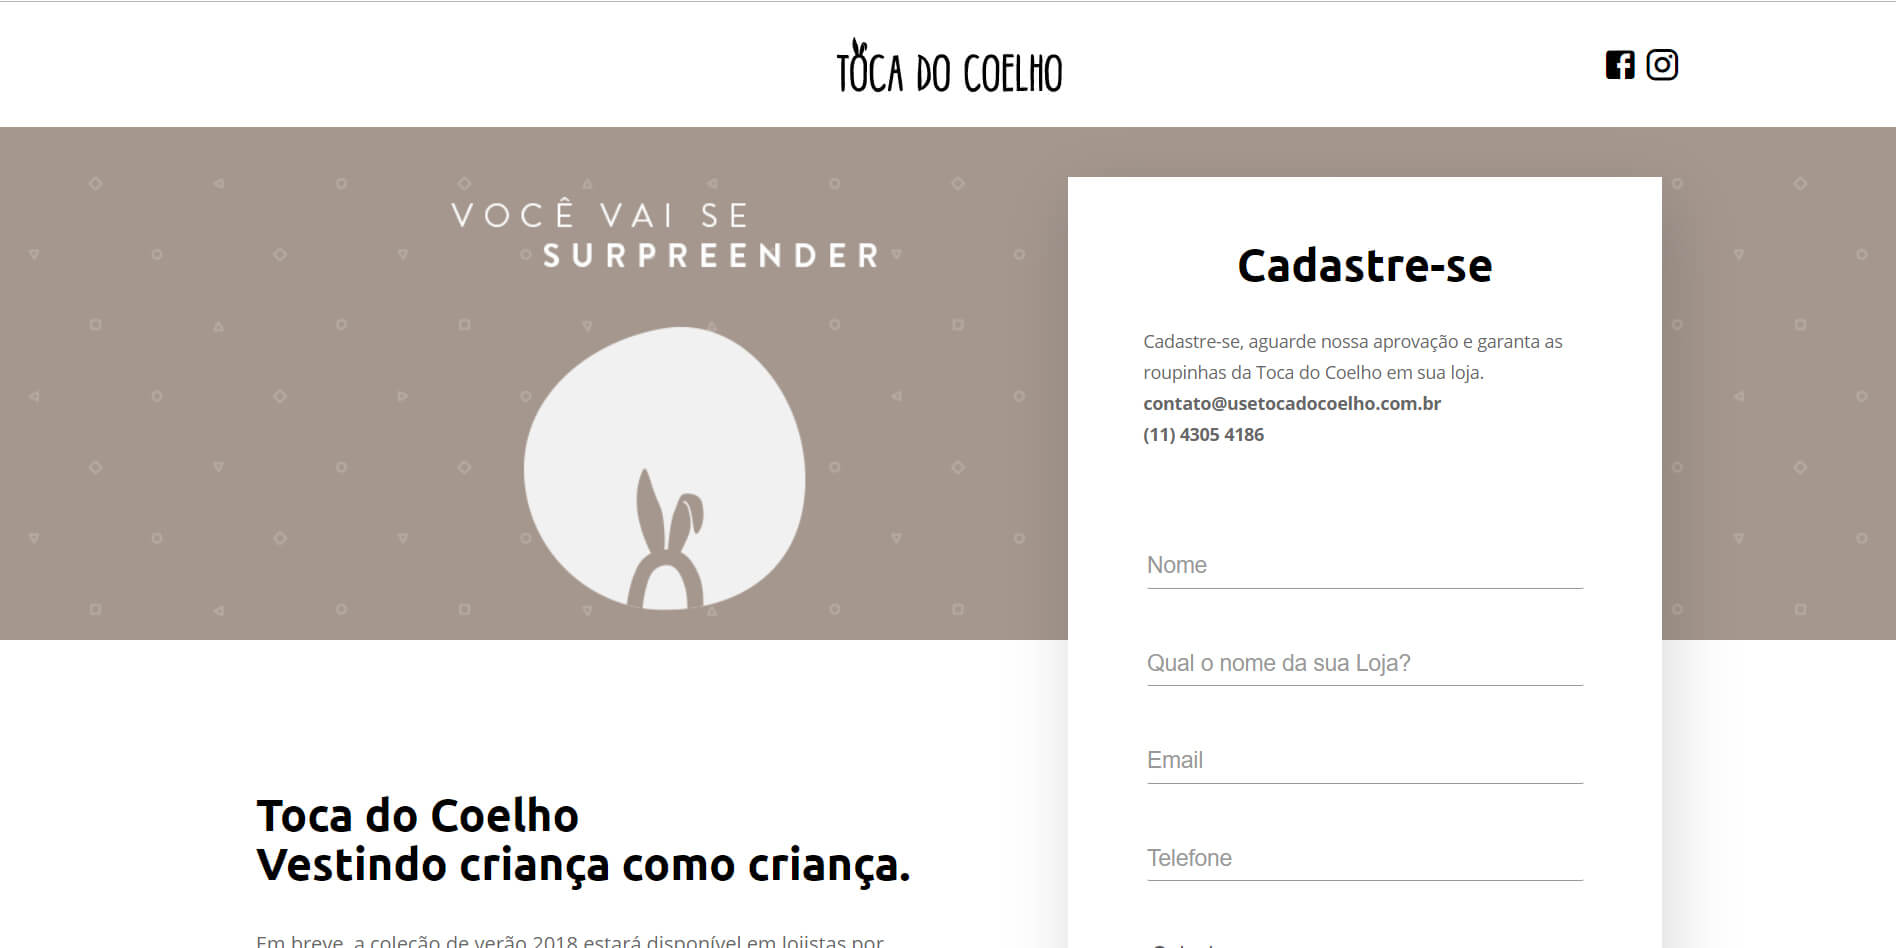 TOCA DO COELHO
VOCÊ VAI SE
SURPREENDER
Cadastre-se
Cadastre-se, aguarde nossa aprovação e garanta as
roupinhas da Toca do Coelho em sua loja.
contato@usetocadocoelho.com.br
(11) 4305 4186
Nome
Qual o nome da sua Loja?
Email
Telefone
Toca do Coelho
Vestindo criança como criança.
Em breve, a coleção de verão 2018 estará disponível em lojistas por